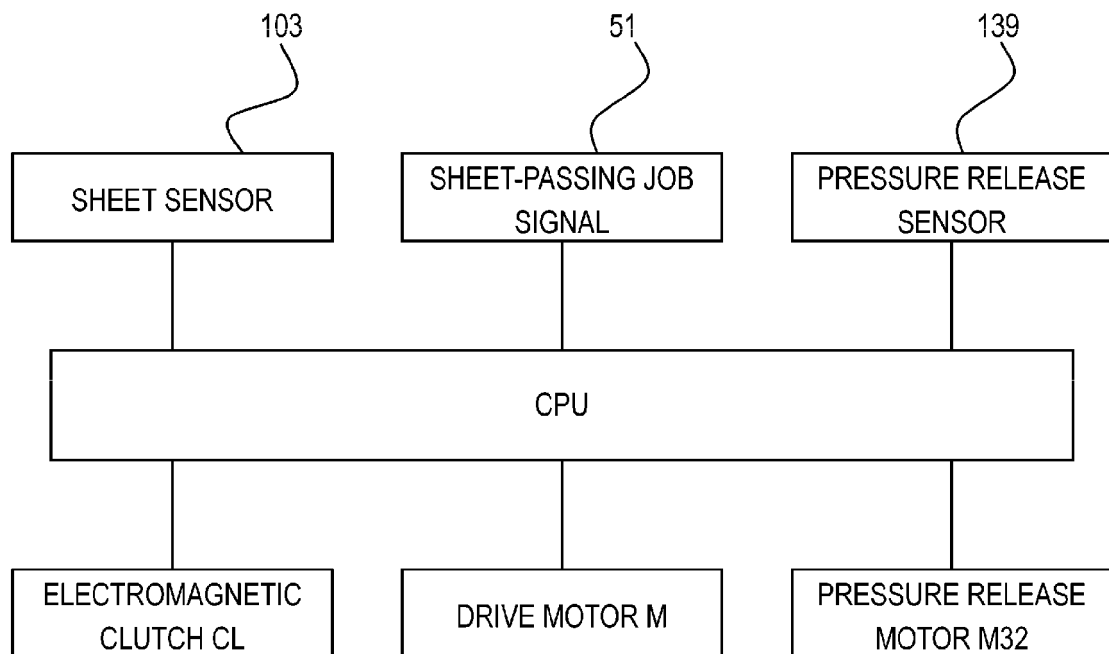 103
51
139
SHEET SENSOR
SHEET-PASSING JOB
SIGNAL
PRESSURE RELEASE
SENSOR
CPU
ELECTROMAGNETIC
CLUTCH CL
DRIVE MOTOR M
PRESSURE RELEASE
MOTOR M32